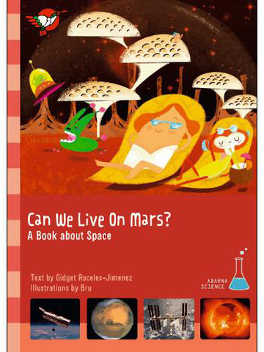 Can We Live On Mars?
A Book about Space
Text by Gidget Roceles-Jimenez
Illustrations by Bru
ADARNA
SCIENCE